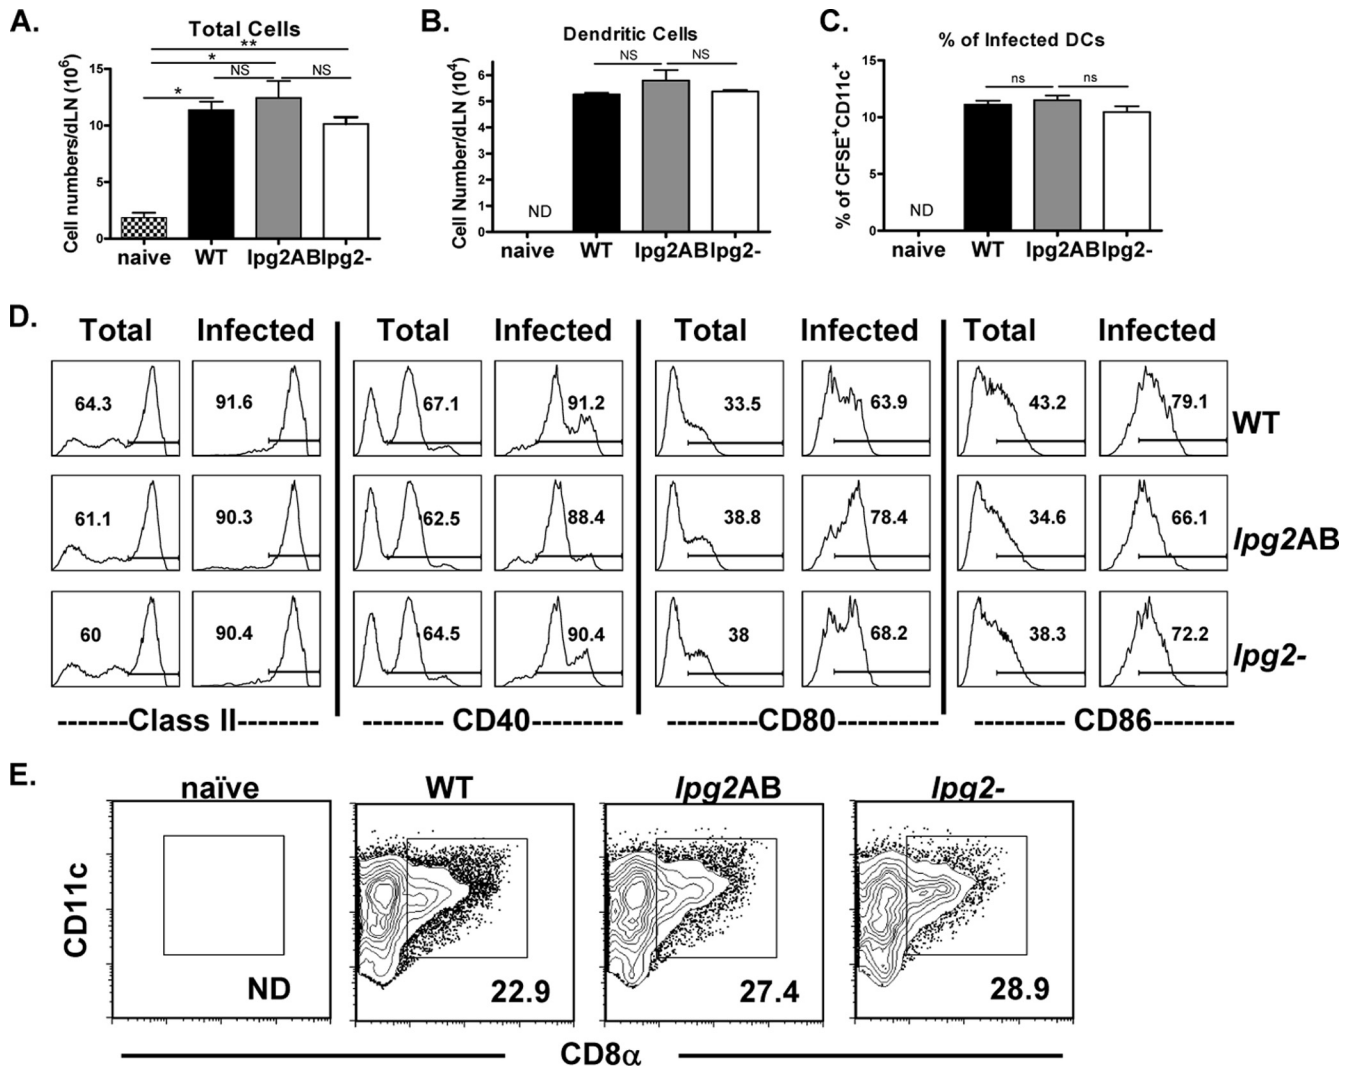 A.
Total Cells
**
*
NS
NS
*
Cell numbers/dLN (10⁶)
15
10
5
0
naive WT lpg2AB lpg2-
B.
Dendritic Cells
NS
NS
Cell Number/dLN (10⁴)
6
5
4
3
2
1
0
ND
naive WT lpg2AB lpg2-
C.
% of Infected DCs
ns
ns
% of CFSE⁺CD11c⁺
15
10
5
0
ND
naive WT lpg2AB lpg2-
D.
Total Infected Total Infected Total Infected Total Infected
64.3 91.6 67.1 91.2 33.5 63.9 43.2 79.1 WT
61.1 90.3 62.5 88.4 38.8 78.4 34.6 66.1 lpg2AB
60 90.4 64.5 90.4 38 68.2 38.3 72.2 lpg2-
-------Class II-------- -------- CD40--------- ---------CD80---------- --------- CD86--------
E.
naïve WT lpg2AB lpg2-
CD11c
ND 22.9 27.4 28.9
CD8α